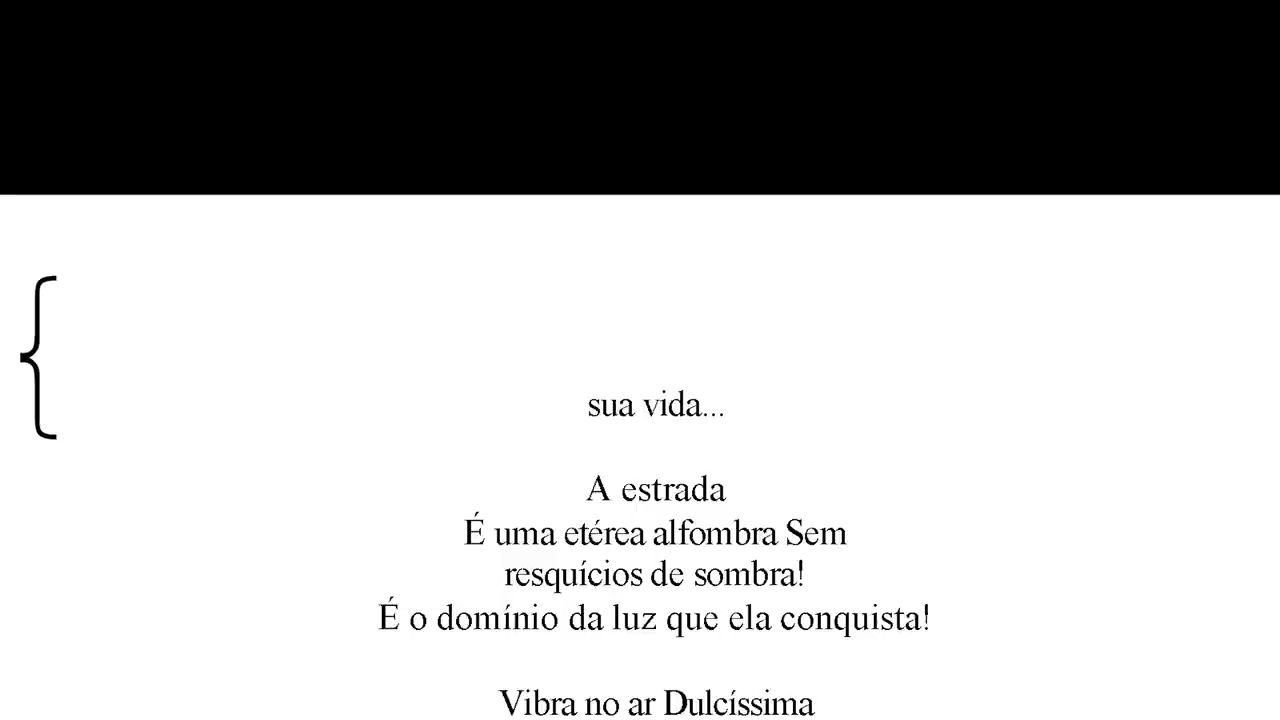 sua vida...
A estrada
É uma etérea alfombra Sem
resquícios de sombra!
É o domínio da luz que ela conquista!
Vibra no ar Dulcíssima